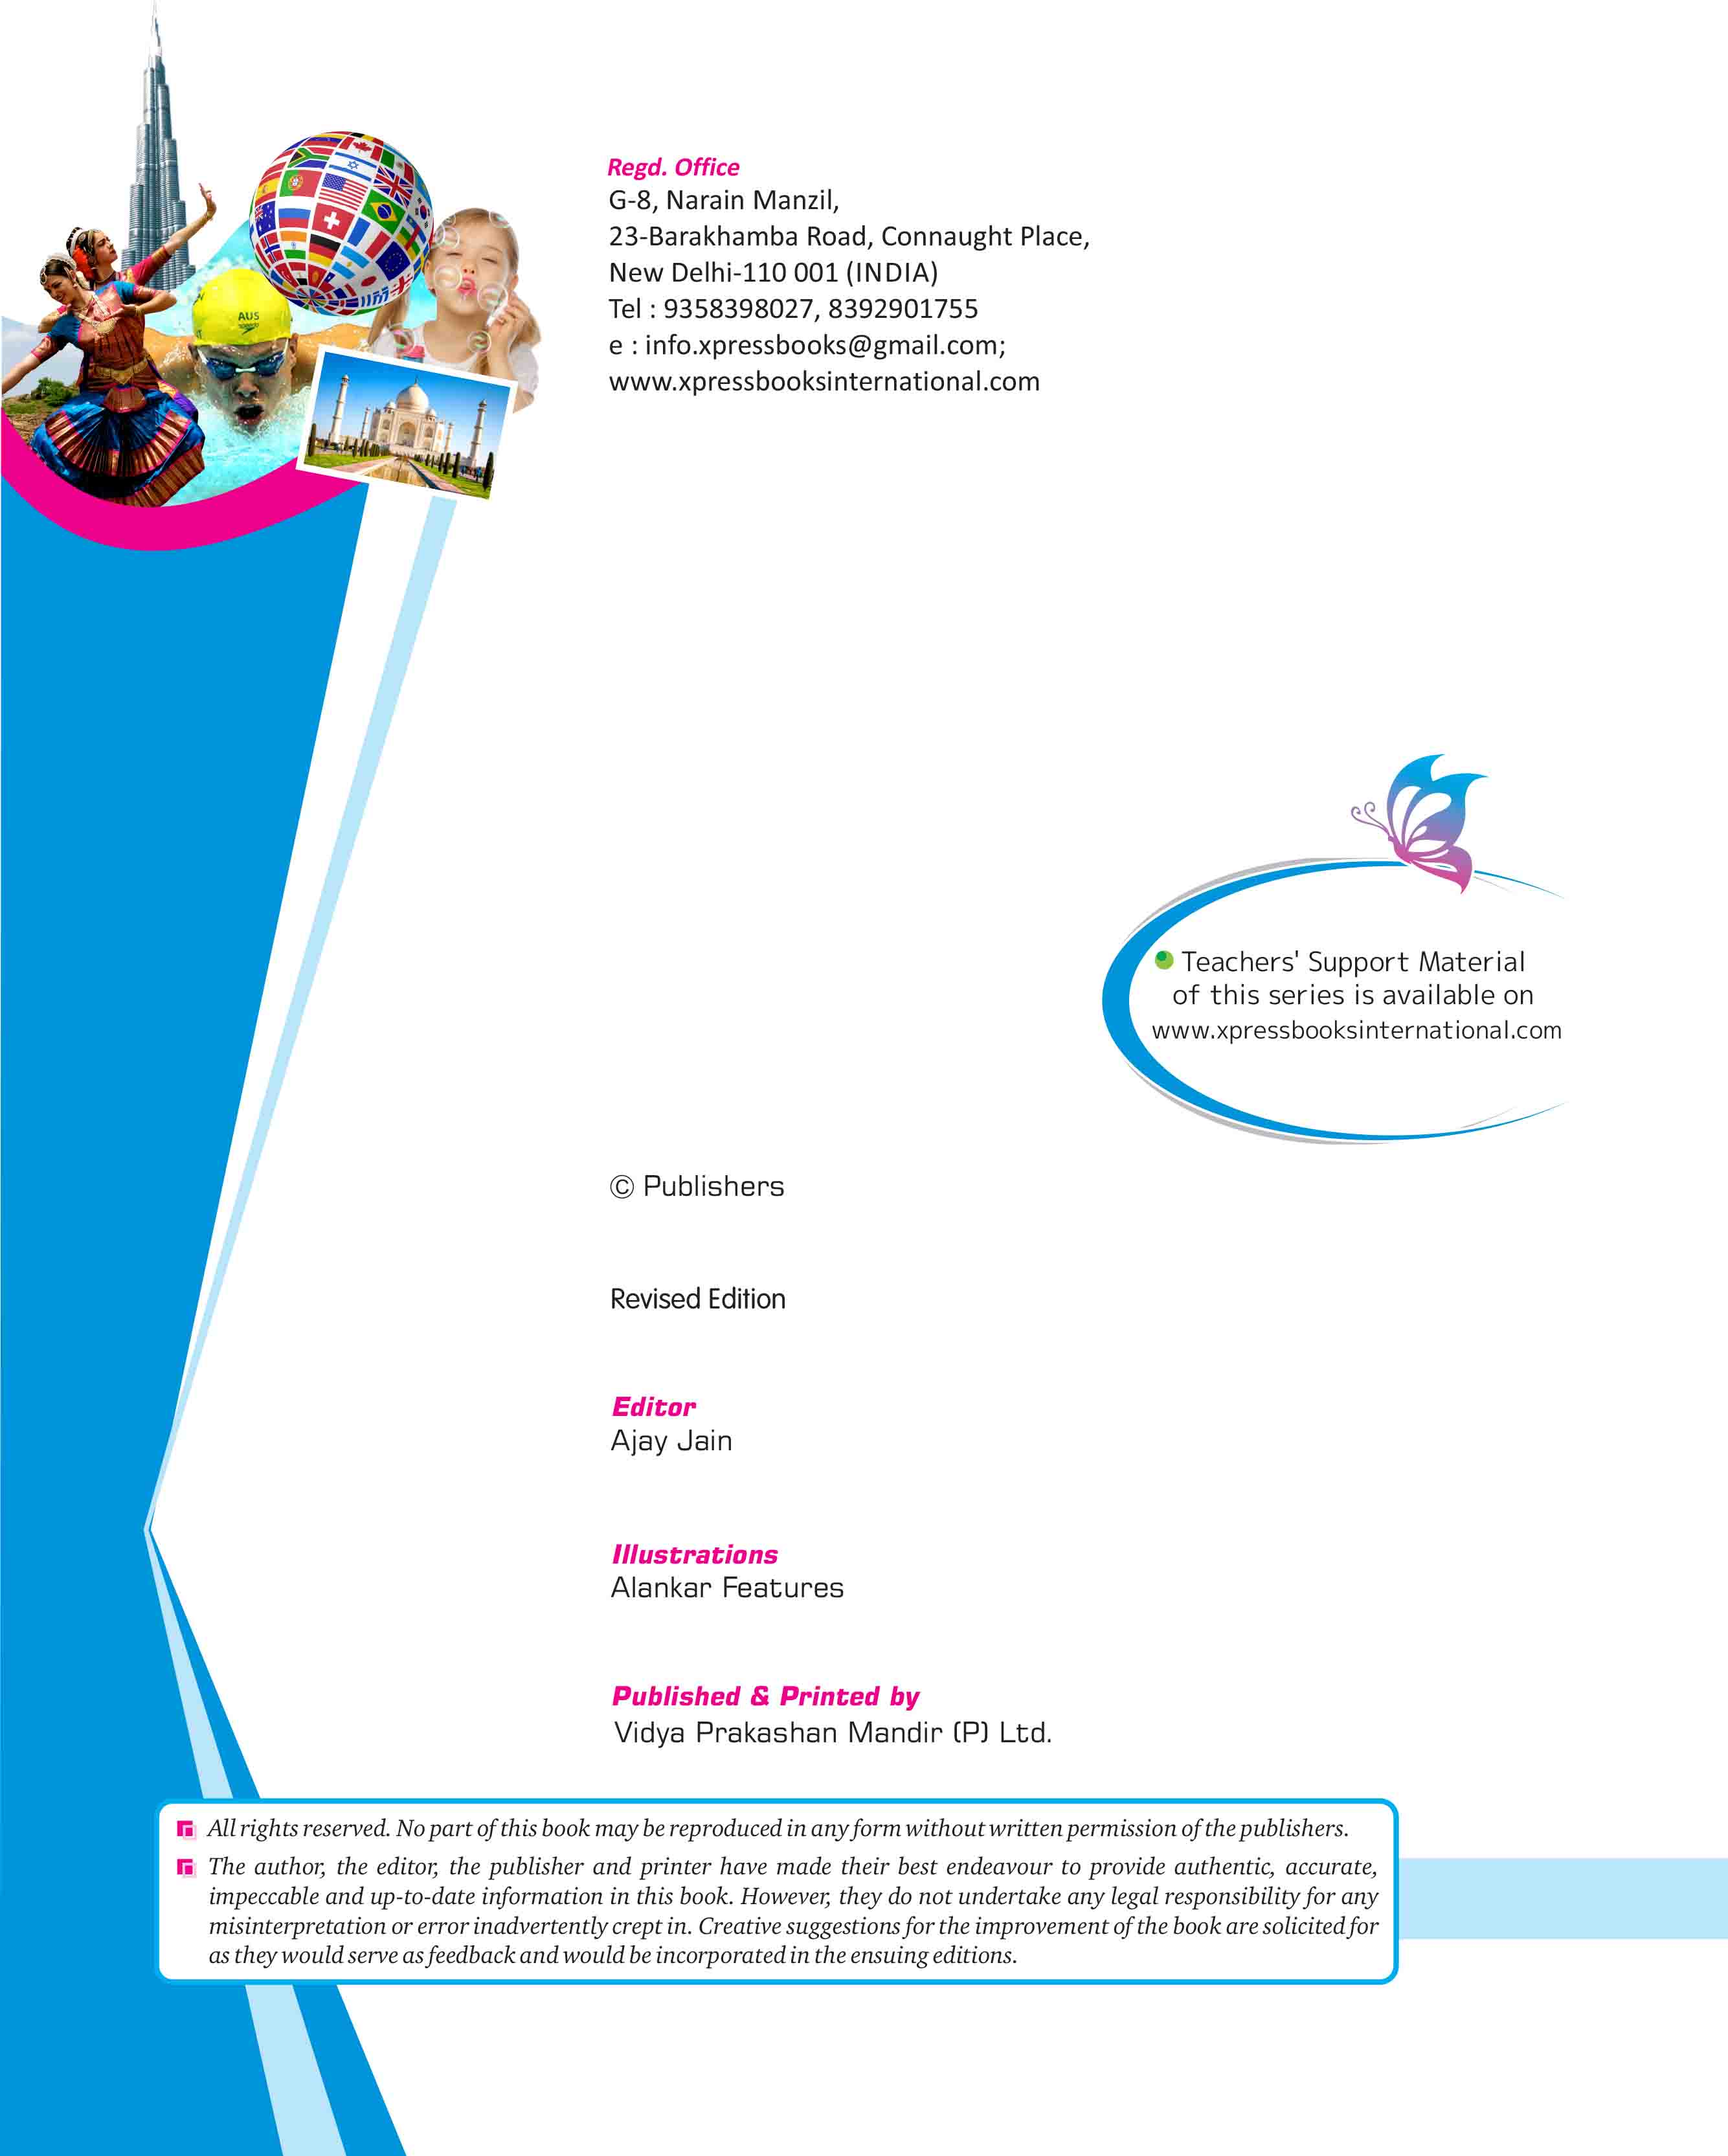 Regd. Office
G-8, Narain Manzil,
23-Barakhamba Road, Connaught Place,
New Delhi-110 001 (INDIA)
Tel : 9358398027, 8392901755
e : info.xpressbooks@gmail.com;
www.xpressbooksinternational.com
AUS
speedo
Teachers' Support Material
of this series is available on
www.xpressbooksinternational.com
© Publishers
Revised Edition
Editor
Ajay Jain
Illustrations
Alankar Features
Published & Printed by
Vidya Prakashan Mandir (P) Ltd.
All rights reserved. No part of this book may be reproduced in any form without written permission of the publishers.
The author, the editor, the publisher and printer have made their best endeavour to provide authentic, accurate,
impeccable and up-to-date information in this book. However, they do not undertake any legal responsibility for any
misinterpretation or error inadvertently crept in. Creative suggestions for the improvement of the book are solicited for
as they would serve as feedback and would be incorporated in the ensuing editions.